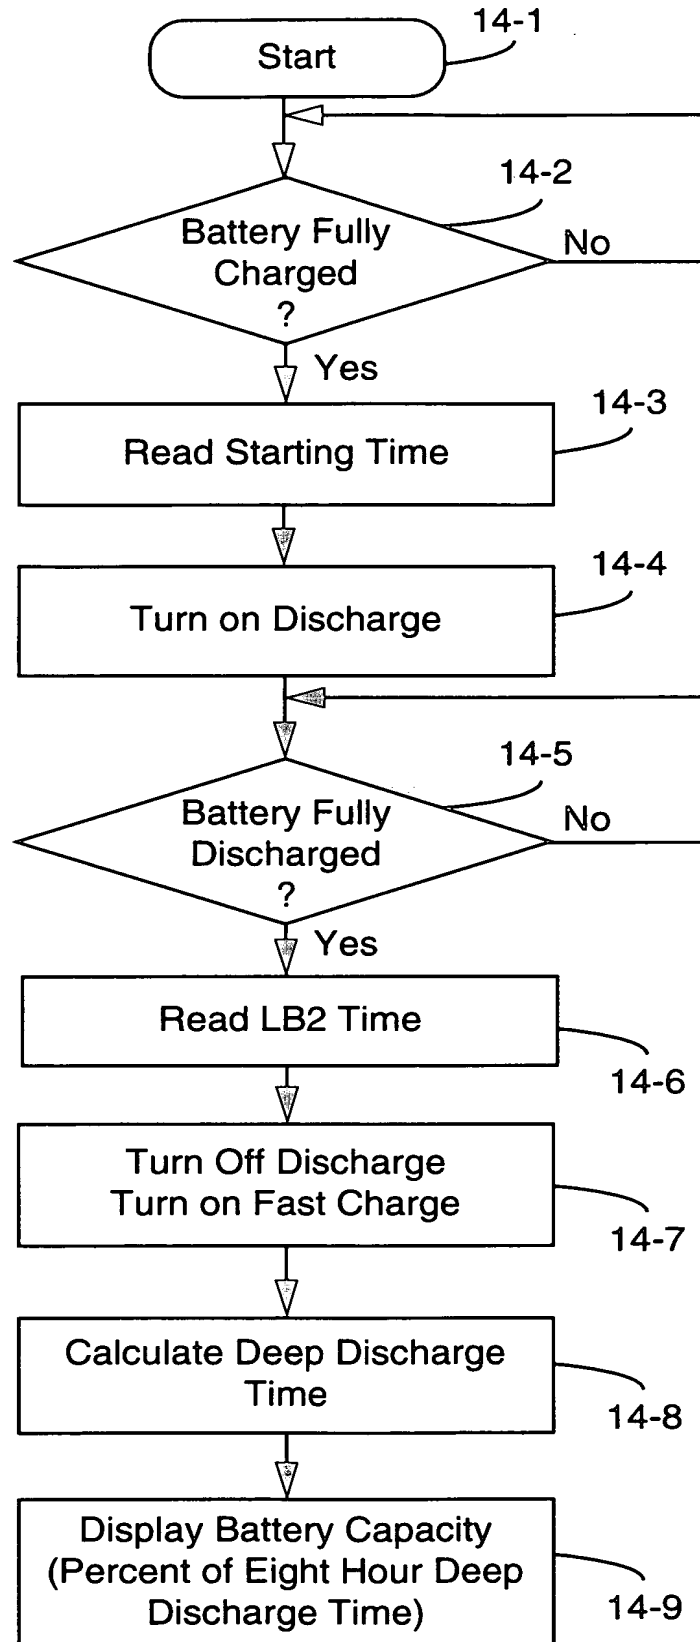 14-1
Start
14-2
Battery Fully
Charged
?
No
Yes
14-3
Read Starting Time
14-4
Turn on Discharge
14-5
Battery Fully
Discharged
?
No
Yes
Read LB2 Time
14-6
Turn Off Discharge
Turn on Fast Charge
14-7
Calculate Deep Discharge
Time
14-8
Display Battery Capacity
(Percent of Eight Hour Deep
Discharge Time)
14-9